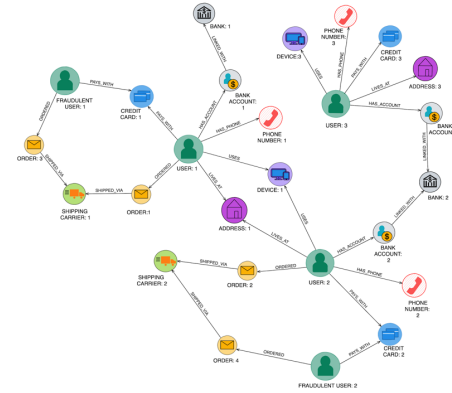 BANK: 1
PHONE
NUMBER:
3
DEVICE:3
CREDIT
CARD: 3
LINKED_WITH
USES
HAS_PHONE
PAYS_WITH
LIVES_AT
ADDRESS: 3
FRAUDULENT
USER: 1
PAYS_WITH
CREDIT
CARD: 1
BANK
ACCOUNT:
1
USER: 3
HAS_ACCOUNT
BANK
ACCOUN
ORDERED
PAYS_WITH
HAS_ACCOUNT
HAS_PHONE
PHONE
NUMBER: 1
LINKED_WITH
ORDER: 3
USER: 1
USES
DEVICE: 1
BANK: 2
SHIPPED_VIA
SHIPPED_VIA
ORDERED
LIVES_AT
SHIPPING
CARRIER: 1
ORDER:1
ADDRESS: 1
USES
LINKED_WITH
LIVES_AT
HAS_ACCOUNT
BANK
ACCOUNT:
2
SHIPPING
CARRIER: 2
SHIPPED_VIA
ORDER: 2
ORDERED
USER: 2
HAS_PHONE
PHONE
NUMBER:
2
SHIPPED_VIA
PAYS_WITH
ORDER: 4
ORDERED
PAYS_WITH
CREDIT
CARD: 2
FRAUDULENT USER: 2